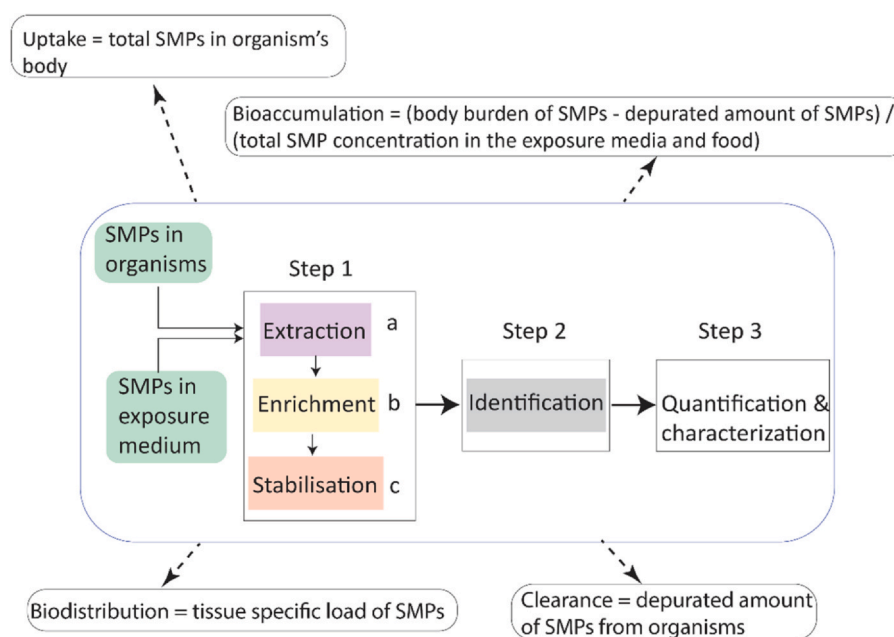 Uptake = total SMPs in organism's
body
Bioaccumulation = (body burden of SMPs - depurated amount of SMPs) /
(total SMP concentration in the exposure media and food)
SMPs in
organisms
SMPs in
exposure
medium
Step 1
Extraction a
Enrichment b
Stabilisation c
Step 2
Identification
Step 3
Quantification &
characterization
Biodistribution = tissue specific load of SMPs
Clearance = depurated amount
of SMPs from organisms